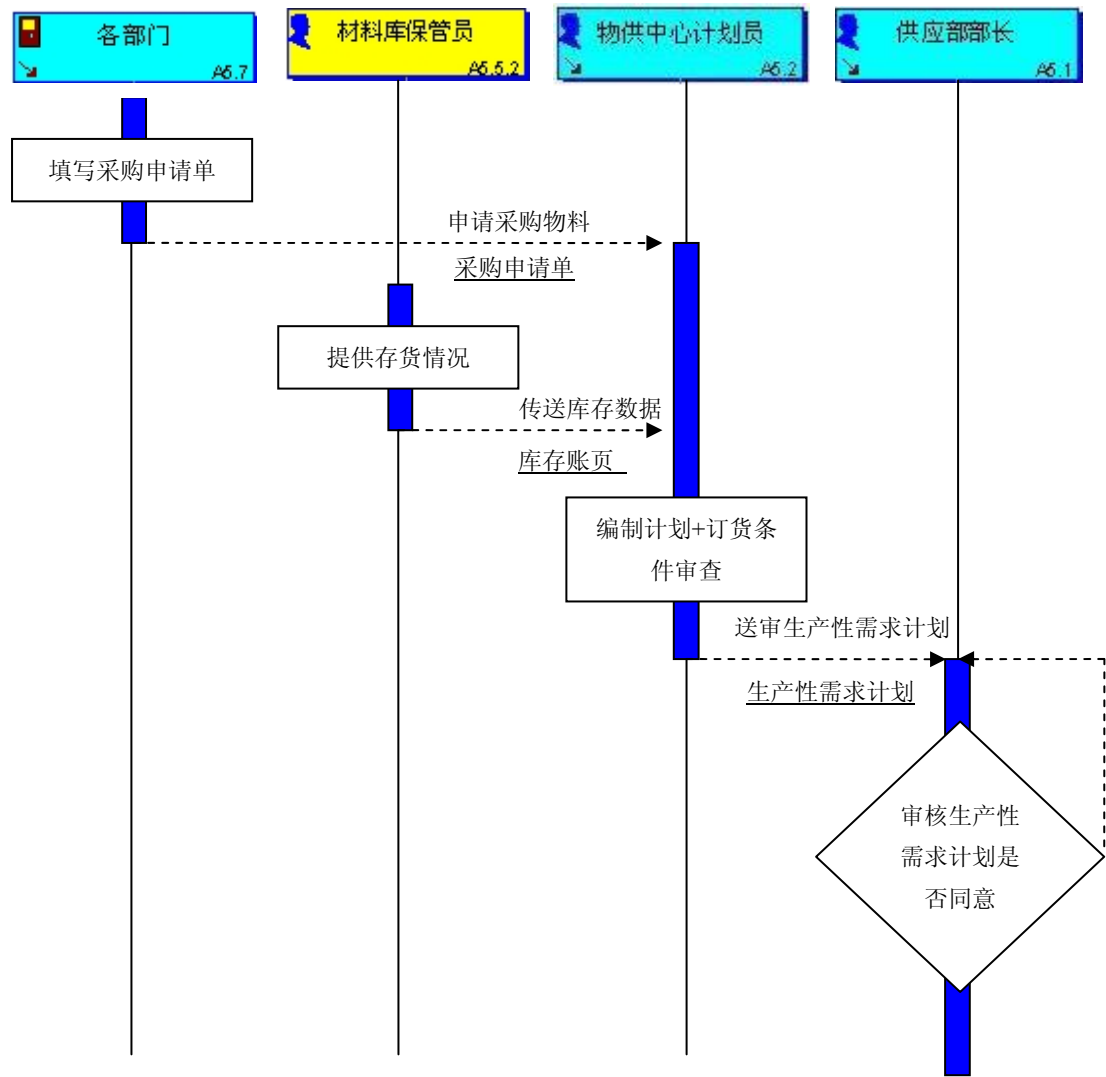 各部门
A5.7
材料库保管员
A5.5.2
物供中心计划员
A5.2
供应部部长
A5.1
填写采购申请单
申请采购物料
采购申请单
提供存货情况
传送库存数据
库存账页
编制计划+订货条
件审查
送审生产性需求计划
生产性需求计划
审核生产性
需求计划是
否同意